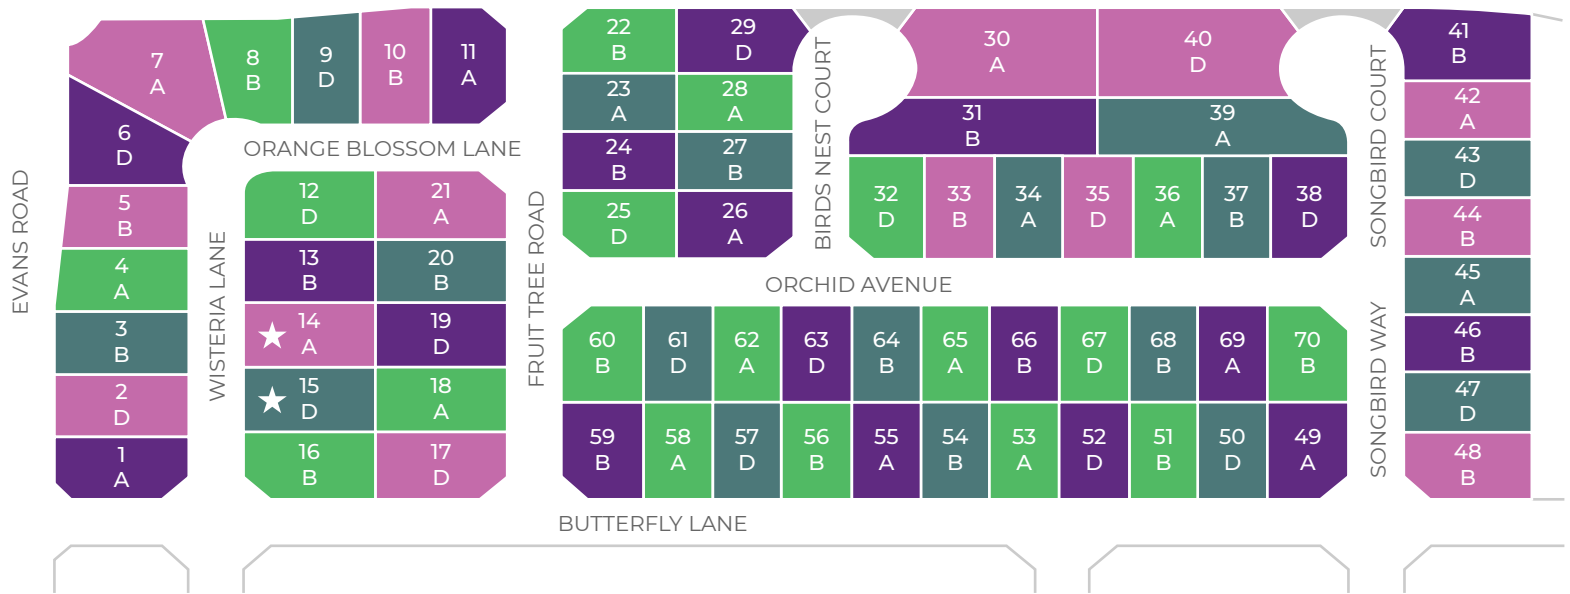 7
A
8
B
9
D
10
B
11
A
6
D
5
B
4
A
3
B
2
D
1
A
EVANS ROAD
WISTERIA LANE
ORANGE BLOSSOM LANE
12
D
21
A
13
B
20
B
14
A
19
D
15
D
18
A
16
B
17
D
FRUIT TREE ROAD
22
B
29
D
23
A
28
A
24
B
27
B
25
D
26
A
BIRDS NEST COURT
30
A
40
D
31
B
39
A
32
D
33
B
34
A
35
D
36
A
37
B
38
D
SONGBIRD COURT
41
B
42
A
43
D
44
B
45
A
46
B
47
D
48
B
ORCHID AVENUE
60
B
61
D
62
A
63
D
64
B
65
A
66
B
67
D
68
B
69
A
70
B
59
B
58
A
57
D
56
B
55
A
54
B
53
A
52
D
51
B
50
D
49
A
SONGBIRD WAY
BUTTERFLY LANE